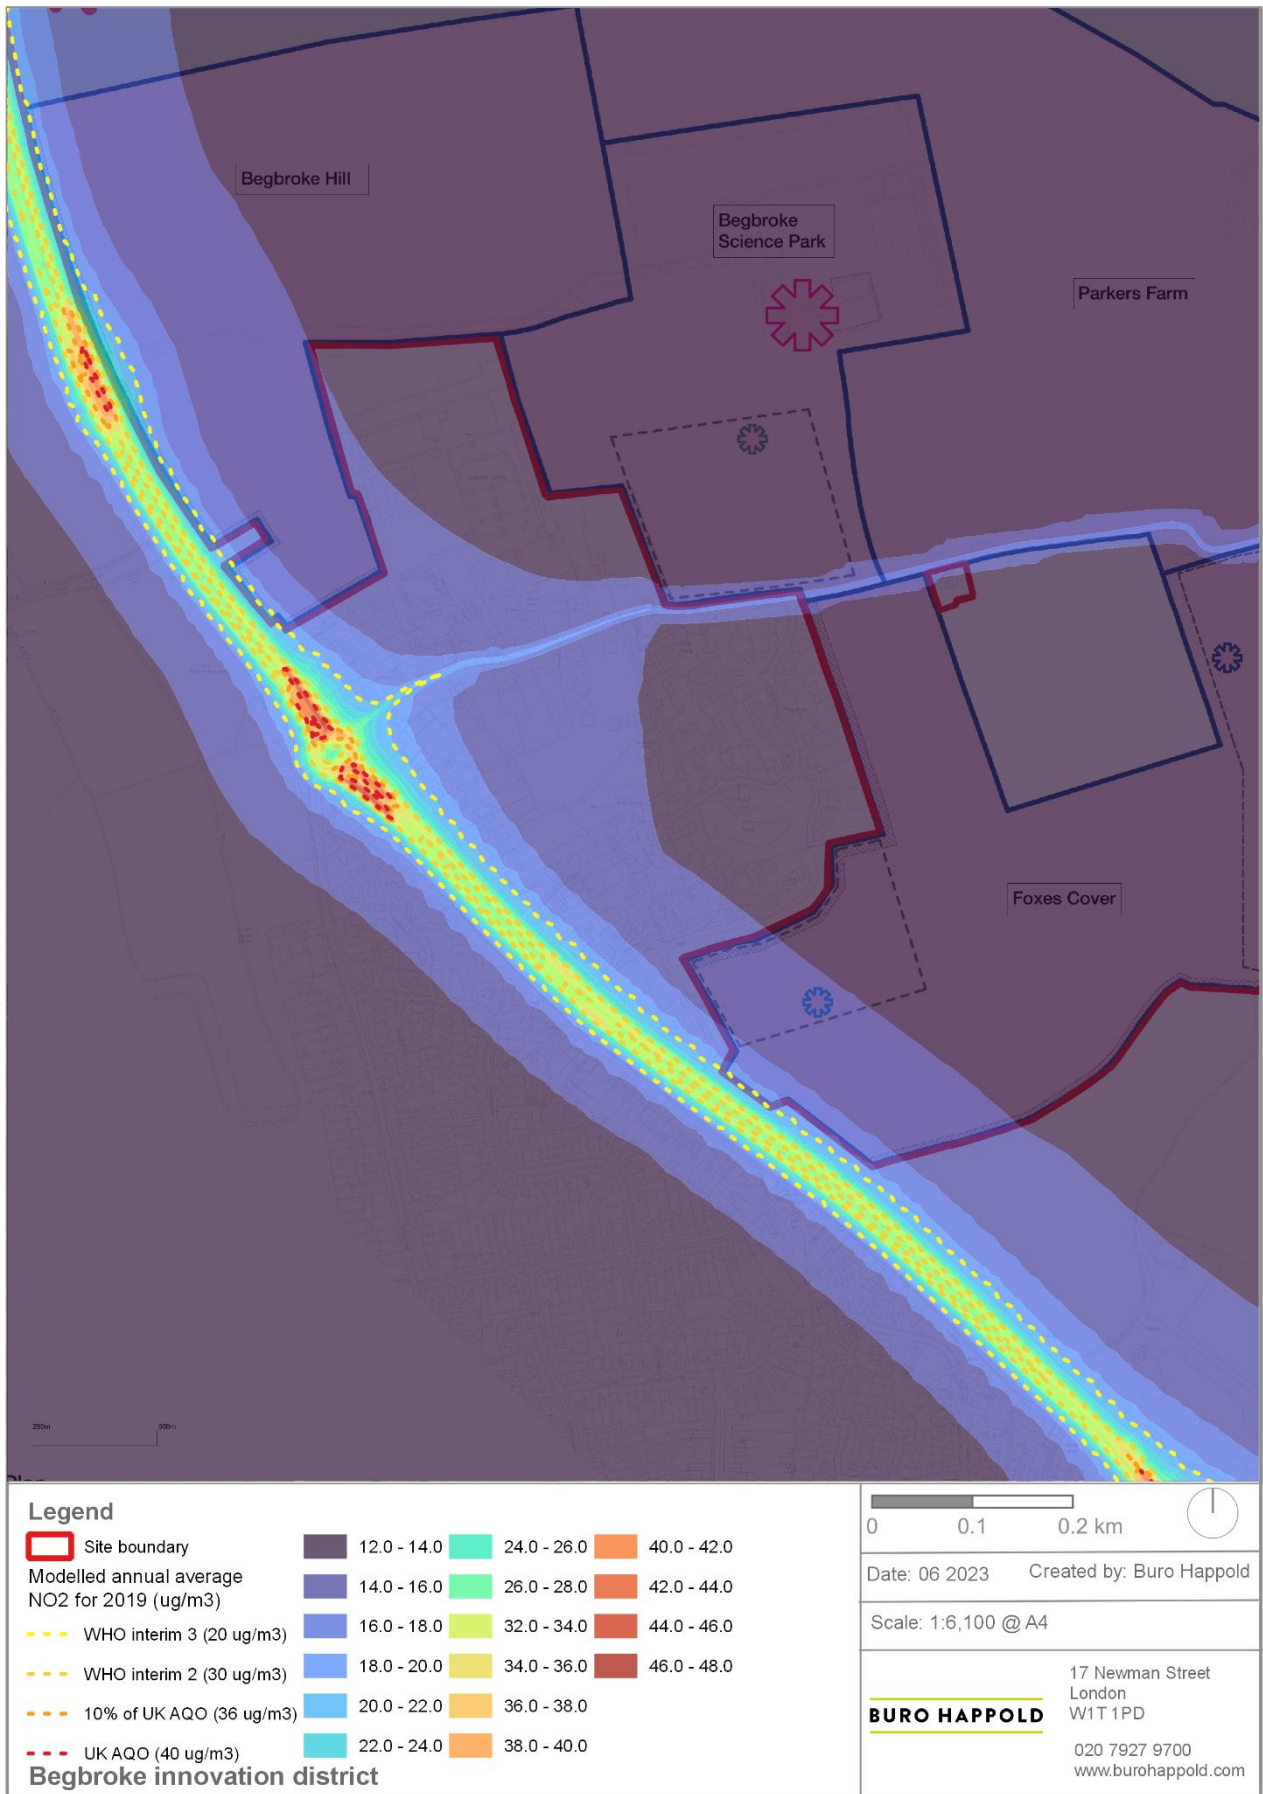 Begbroke Hill
Begbroke
Science Park
Parkers Farm
Foxes Cover
250m
500m
Legend
Site boundary
Modelled annual average
NO2 for 2019 (ug/m3)
WHO interim 3 (20 ug/m3)
WHO interim 2 (30 ug/m3)
10% of UK AQO (36 ug/m3)
UK AQO (40 ug/m3)
12.0 - 14.0
14.0 - 16.0
16.0 - 18.0
18.0 - 20.0
20.0 - 22.0
22.0 - 24.0
24.0 - 26.0
26.0 - 28.0
32.0 - 34.0
34.0 - 36.0
36.0 - 38.0
38.0 - 40.0
40.0 - 42.0
42.0 - 44.0
44.0 - 46.0
46.0 - 48.0
Begbroke innovation district
0 0.1 0.2 km
Date: 06 2023 Created by: Buro Happold
Scale: 1:6,100 @ A4
BURO HAPPOLD
17 Newman Street
London
W1T 1PD
020 7927 9700
www.burohappold.com